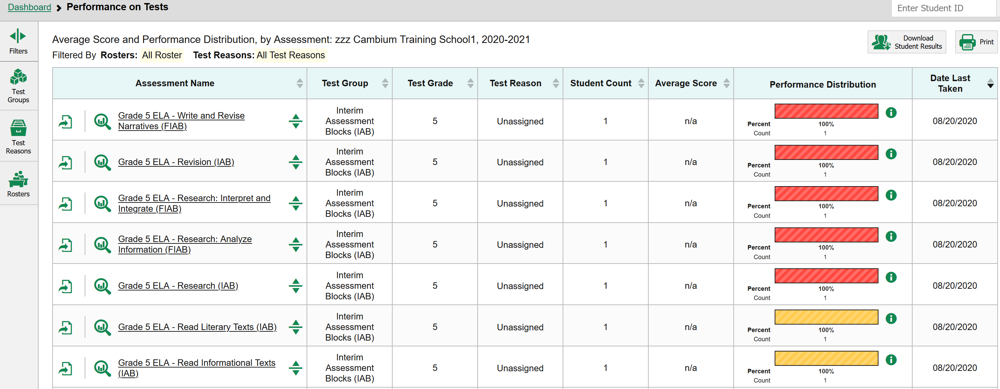 Dashboard > Performance on Tests
Enter Student ID
Filters
Test
Groups
Test
Reasons
Rosters
Average Score and Performance Distribution, by Assessment: zzz Cambium Training School1, 2020-2021
Filtered By Rosters: All Roster Test Reasons: All Test Reasons
Download
Student Results
Print
Assessment Name
Test Group
Test Grade
Test Reason
Student Count
Average Score
Performance Distribution
Date Last
Taken
Grade 5 ELA - Write and Revise
Narratives (FIAB)
Interim
Assessment
Blocks (IAB)
5
Unassigned
1
n/a
Percent 100%
Count 1
08/20/2020
Grade 5 ELA - Revision (IAB)
Interim
Assessment
Blocks (IAB)
5
Unassigned
1
n/a
Percent 100%
Count 1
08/20/2020
Grade 5 ELA - Research: Interpret and
Integrate (FIAB)
Interim
Assessment
Blocks (IAB)
5
Unassigned
1
n/a
Percent 100%
Count 1
08/20/2020
Grade 5 ELA - Research: Analyze
Information (FIAB)
Interim
Assessment
Blocks (IAB)
5
Unassigned
1
n/a
Percent 100%
Count 1
08/20/2020
Grade 5 ELA - Research (IAB)
Interim
Assessment
Blocks (IAB)
5
Unassigned
1
n/a
Percent 100%
Count 1
08/20/2020
Grade 5 ELA - Read Literary Texts (IAB)
Interim
Assessment
Blocks (IAB)
5
Unassigned
1
n/a
Percent 100%
Count 1
08/20/2020
Grade 5 ELA - Read Informational Texts
(IAB)
Interim
Assessment
Blocks (IAB)
5
Unassigned
1
n/a
Percent 100%
Count 1
08/20/2020